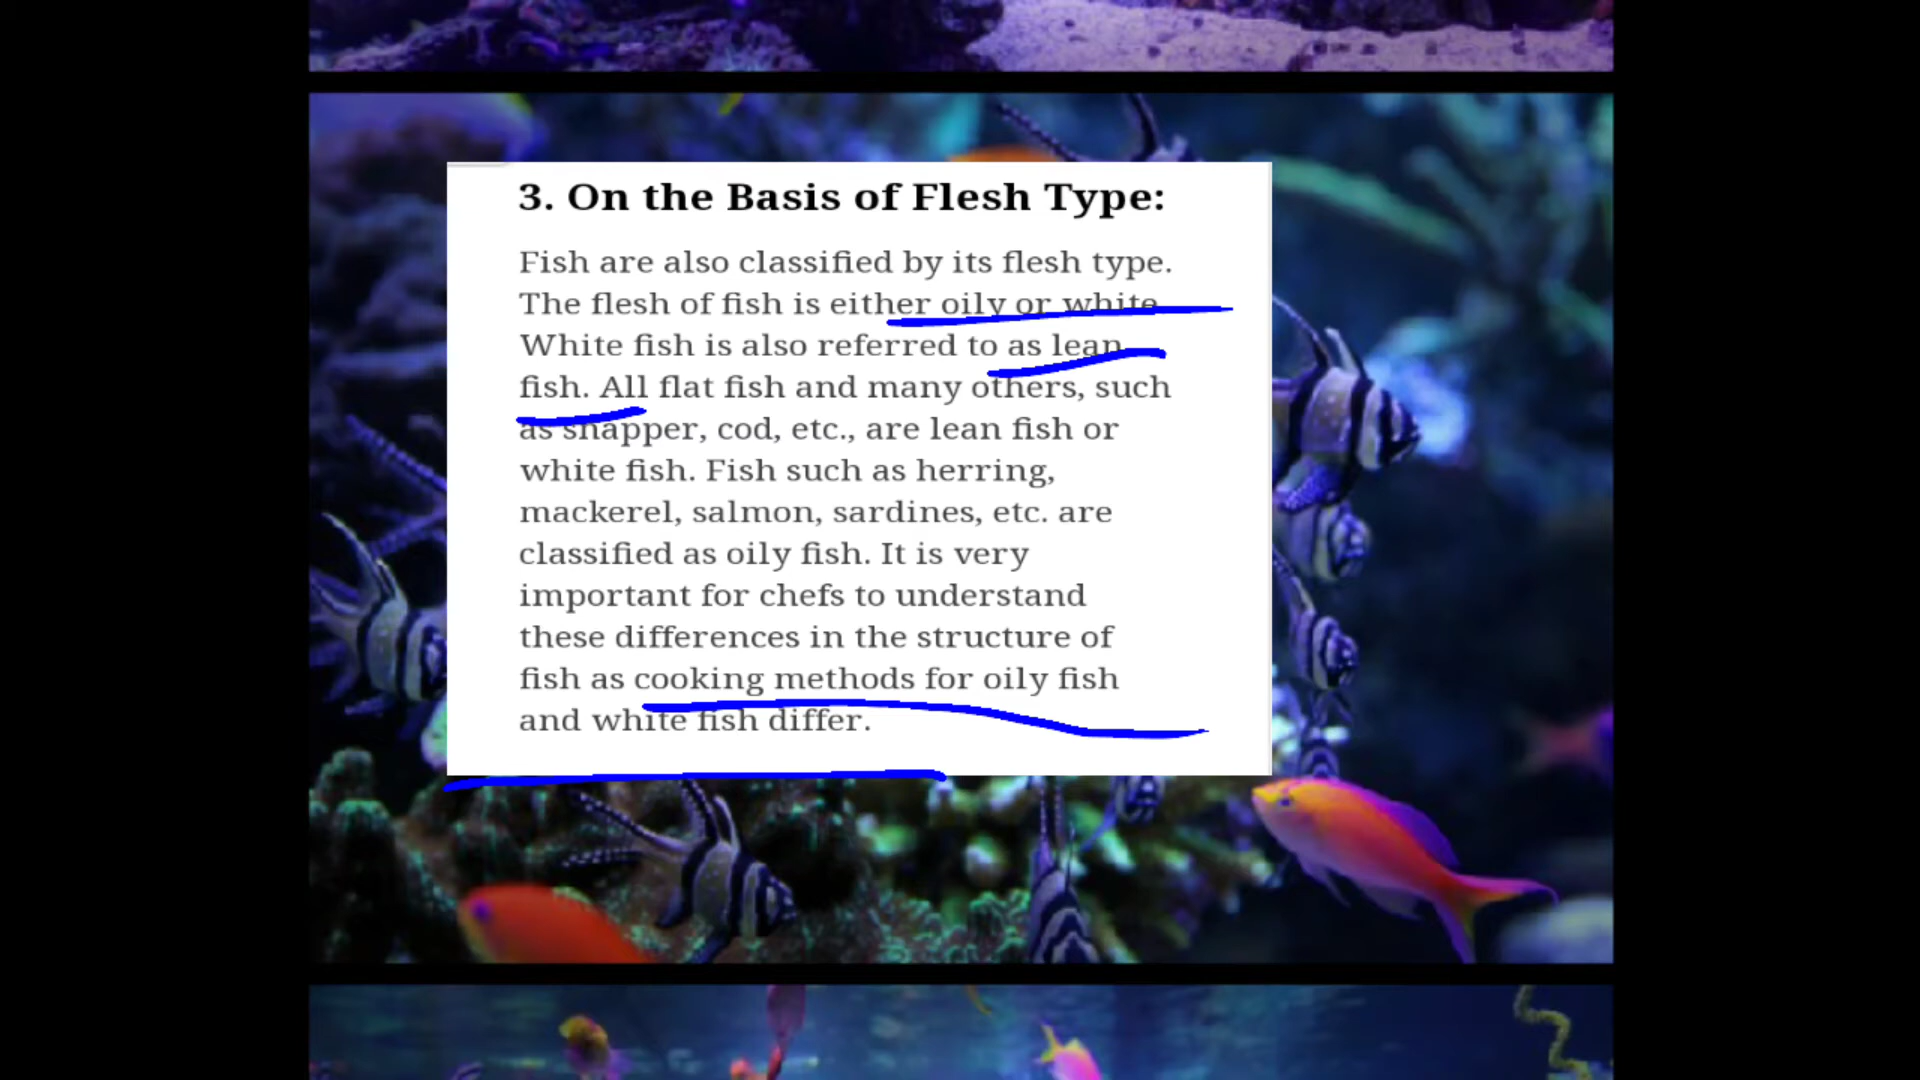 3. On the Basis of Flesh Type:
Fish are also classified by its flesh type.
The flesh of fish is either oily or white.
White fish is also referred to as lean
fish. All flat fish and many others, such
as snapper, cod, etc., are lean fish or
white fish. Fish such as herring,
mackerel, salmon, sardines, etc. are
classified as oily fish. It is very
important for chefs to understand
these differences in the structure of
fish as cooking methods for oily fish
and white fish differ.